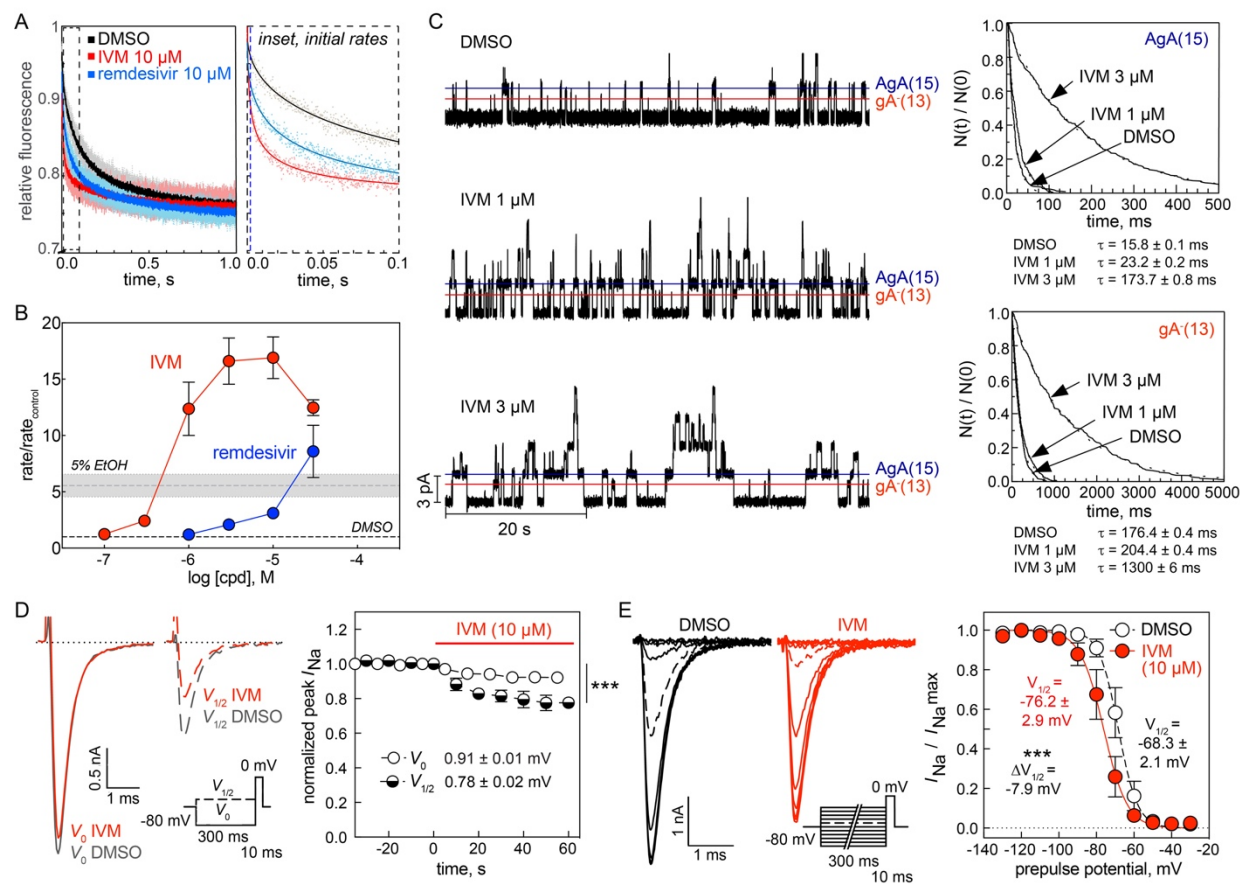 A
DMSO
IVM 10 µM
remdesivir 10 µM
inset, initial rates
relative fluorescence
1
0.9
0.8
0.7
0.0 0.5 1.0
time, s
0.0 0.1
time, s
B
20
15
10
5
0
rate/rate control
IVM
remdesivir
5% EtOH
DMSO
-7 -6 -5 -4
log [cpd], M
C
DMSO
AgA(15)
gA-(13)
IVM 1 µM
AgA(15)
gA-(13)
IVM 3 µM
AgA(15)
gA-(13)
3 pA
20 s
AgA(15)
N(t) / N(0)
1.0
0.8
0.6
0.4
0.2
0.0
IVM 3 µM
IVM 1 µM
DMSO
0 100 200 300 400 500
time, ms
DMSO τ = 15.8 ± 0.1 ms
IVM 1 µM τ = 23.2 ± 0.2 ms
IVM 3 µM τ = 173.7 ± 0.8 ms
gA-(13)
N(t) / N(0)
1.0
0.8
0.6
0.4
0.2
0.0
IVM 3 µM
IVM 1 µM
DMSO
0 1000 2000 3000 4000 5000
time, ms
DMSO τ = 176.4 ± 0.4 ms
IVM 1 µM τ = 204.4 ± 0.4 ms
IVM 3 µM τ = 1300 ± 6 ms
D
V1/2 IVM
V1/2 DMSO
0.5 nA
1 ms
V0 IVM
V0 DMSO
0 mV
V1/2
V0
-80 mV
300 ms
10 ms
normalized peak INa
1.4
1.2
1.0
0.8
0.6
0.4
0.2
0.0
IVM (10 µM)
***
V0 0.91 ± 0.01 mV
V1/2 0.78 ± 0.02 mV
-20 0 20 40 60
time, s
E
DMSO
IVM
1 nA
1 ms
0 mV
-80 mV
300 ms
10 ms
INa / INa max
1.0
0.8
0.6
0.4
0.2
0.0
DMSO
IVM
(10 µM)
V1/2 =
-76.2 ±
2.9 mV
V1/2 =
-68.3 ±
2.1 mV
***
ΔV1/2 =
-7.9 mV
-140 -120 -100 -80 -60 -40 -20
prepulse potential, mV